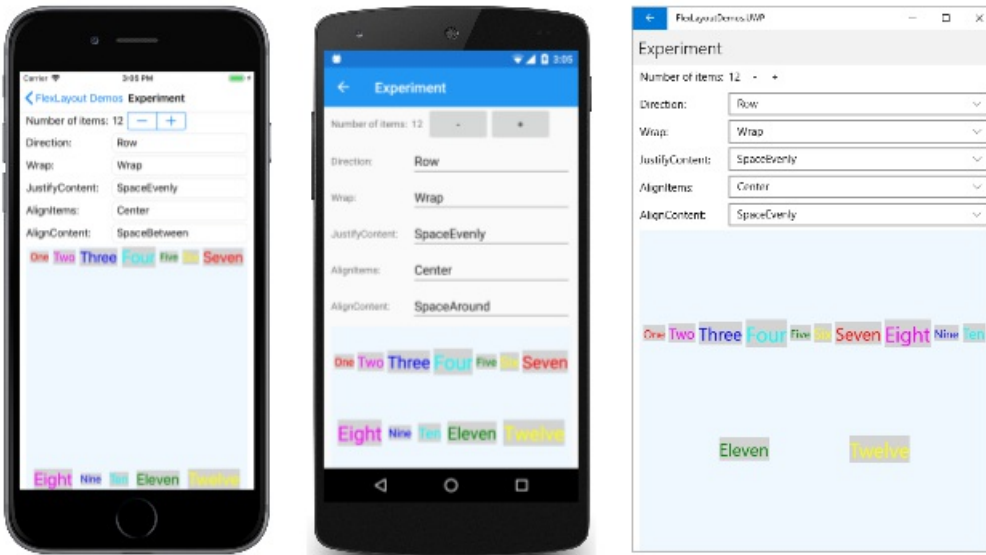 Carrier 3:05 PM
FlexLayout Demos Experiment
Number of items: 12 - +
Direction: Row
Wrap: Wrap
JustifyContent: SpaceEvenly
AlignItems: Center
AlignContent: SpaceBetween
One Two Three Four Five Six Seven
Eight Nine Ten Eleven Twelve
3:05
Experiment
Number of items: 12 - +
Direction: Row
Wrap: Wrap
JustifyContent: SpaceEvenly
AlignItems: Center
AlignContent: SpaceAround
One Two Three Four Five Six Seven
Eight Nine Ten Eleven Twelve
FlexLayoutDemos.UWP
Experiment
Number of items: 12 - +
Direction: Row
Wrap: Wrap
JustifyContent: SpaceEvenly
AlignItems: Center
AlignContent: SpaceEvenly
One Two Three Four Five Six Seven Eight Nine Ten
Eleven Twelve